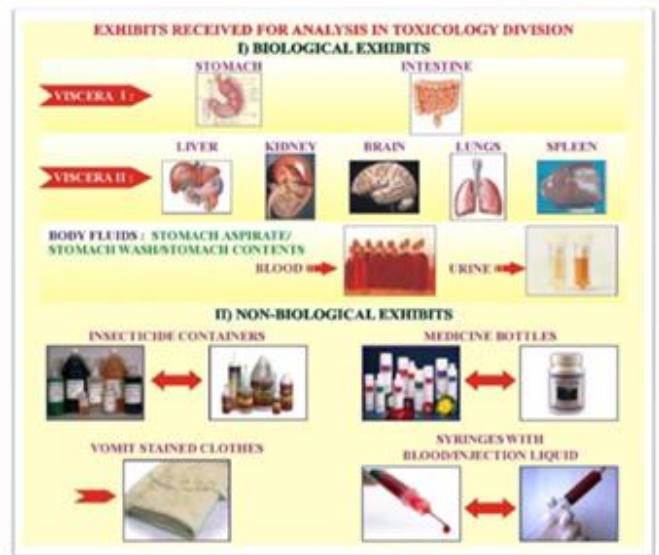 EXHIBITS RECEIVED FOR ANALYSIS IN TOXICOLOGY DIVISION
I) BIOLOGICAL EXHIBITS
STOMACH INTESTINE
VISCERA I :
LIVER KIDNEY BRAIN LUNGS SPLEEN
VISCERA II :
BODY FLUIDS : STOMACH ASPIRATE/
STOMACH WASH/STOMACH CONTENTS
BLOOD URINE
II) NON-BIOLOGICAL EXHIBITS
INSECTICIDE CONTAINERS MEDICINE BOTTLES
VOMIT STAINED CLOTHES
SYRINGES WITH
BLOOD/INJECTION LIQUID